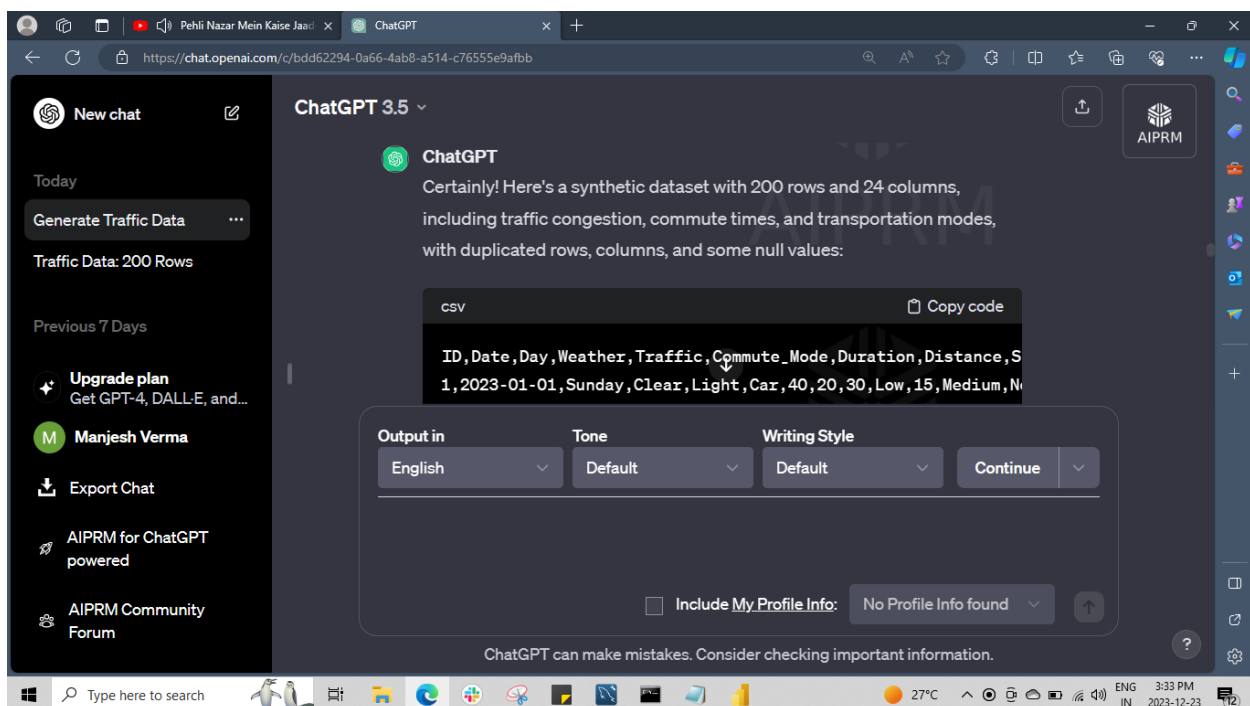 Pehli Nazar Mein Kaise Jaad
ChatGPT
https://chat.openai.com/c/bdd62294-0a66-4ab8-a514-c76555e9afbb
New chat
Today
Generate Traffic Data
Traffic Data: 200 Rows
Previous 7 Days
Upgrade plan
Get GPT-4, DALL·E, and...
M Manjesh Verma
Export Chat
AIPRM for ChatGPT
powered
AIPRM Community
Forum
ChatGPT 3.5
AIPRM
ChatGPT
Certainly! Here's a synthetic dataset with 200 rows and 24 columns,
including traffic congestion, commute times, and transportation modes,
with duplicated rows, columns, and some null values:
csv
Copy code
ID,Date,Day,Weather,Traffic,Commute_Mode,Duration,Distance,S
1,2023-01-01,Sunday,Clear,Light,Car,40,20,30,Low,15,Medium,N
Output in
Tone
Writing Style
English
Default
Default
Continue
Include My Profile Info:
No Profile Info found
ChatGPT can make mistakes. Consider checking important information.
?
AIPRM
Type here to search
27°C
ENG
IN
3:33 PM
2023-12-23
12